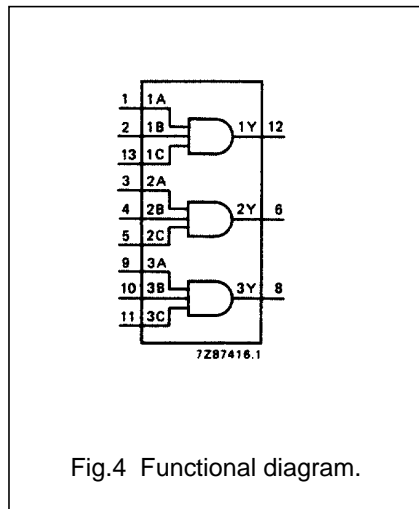 1 1A
2 1B 1Y 12
13 1C
3 2A
4 2B 2Y 6
5 2C
9 3A
10 3B 3Y 8
11 3C
7Z87416.1
Fig.4 Functional diagram.